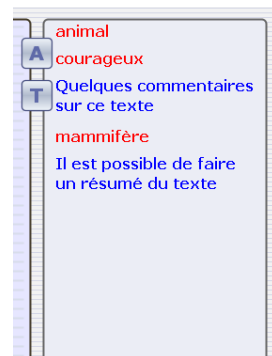 animal
A
courageux
T
Quelques commentaires
sur ce texte
mammifère
Il est possible de faire
un résumé du texte